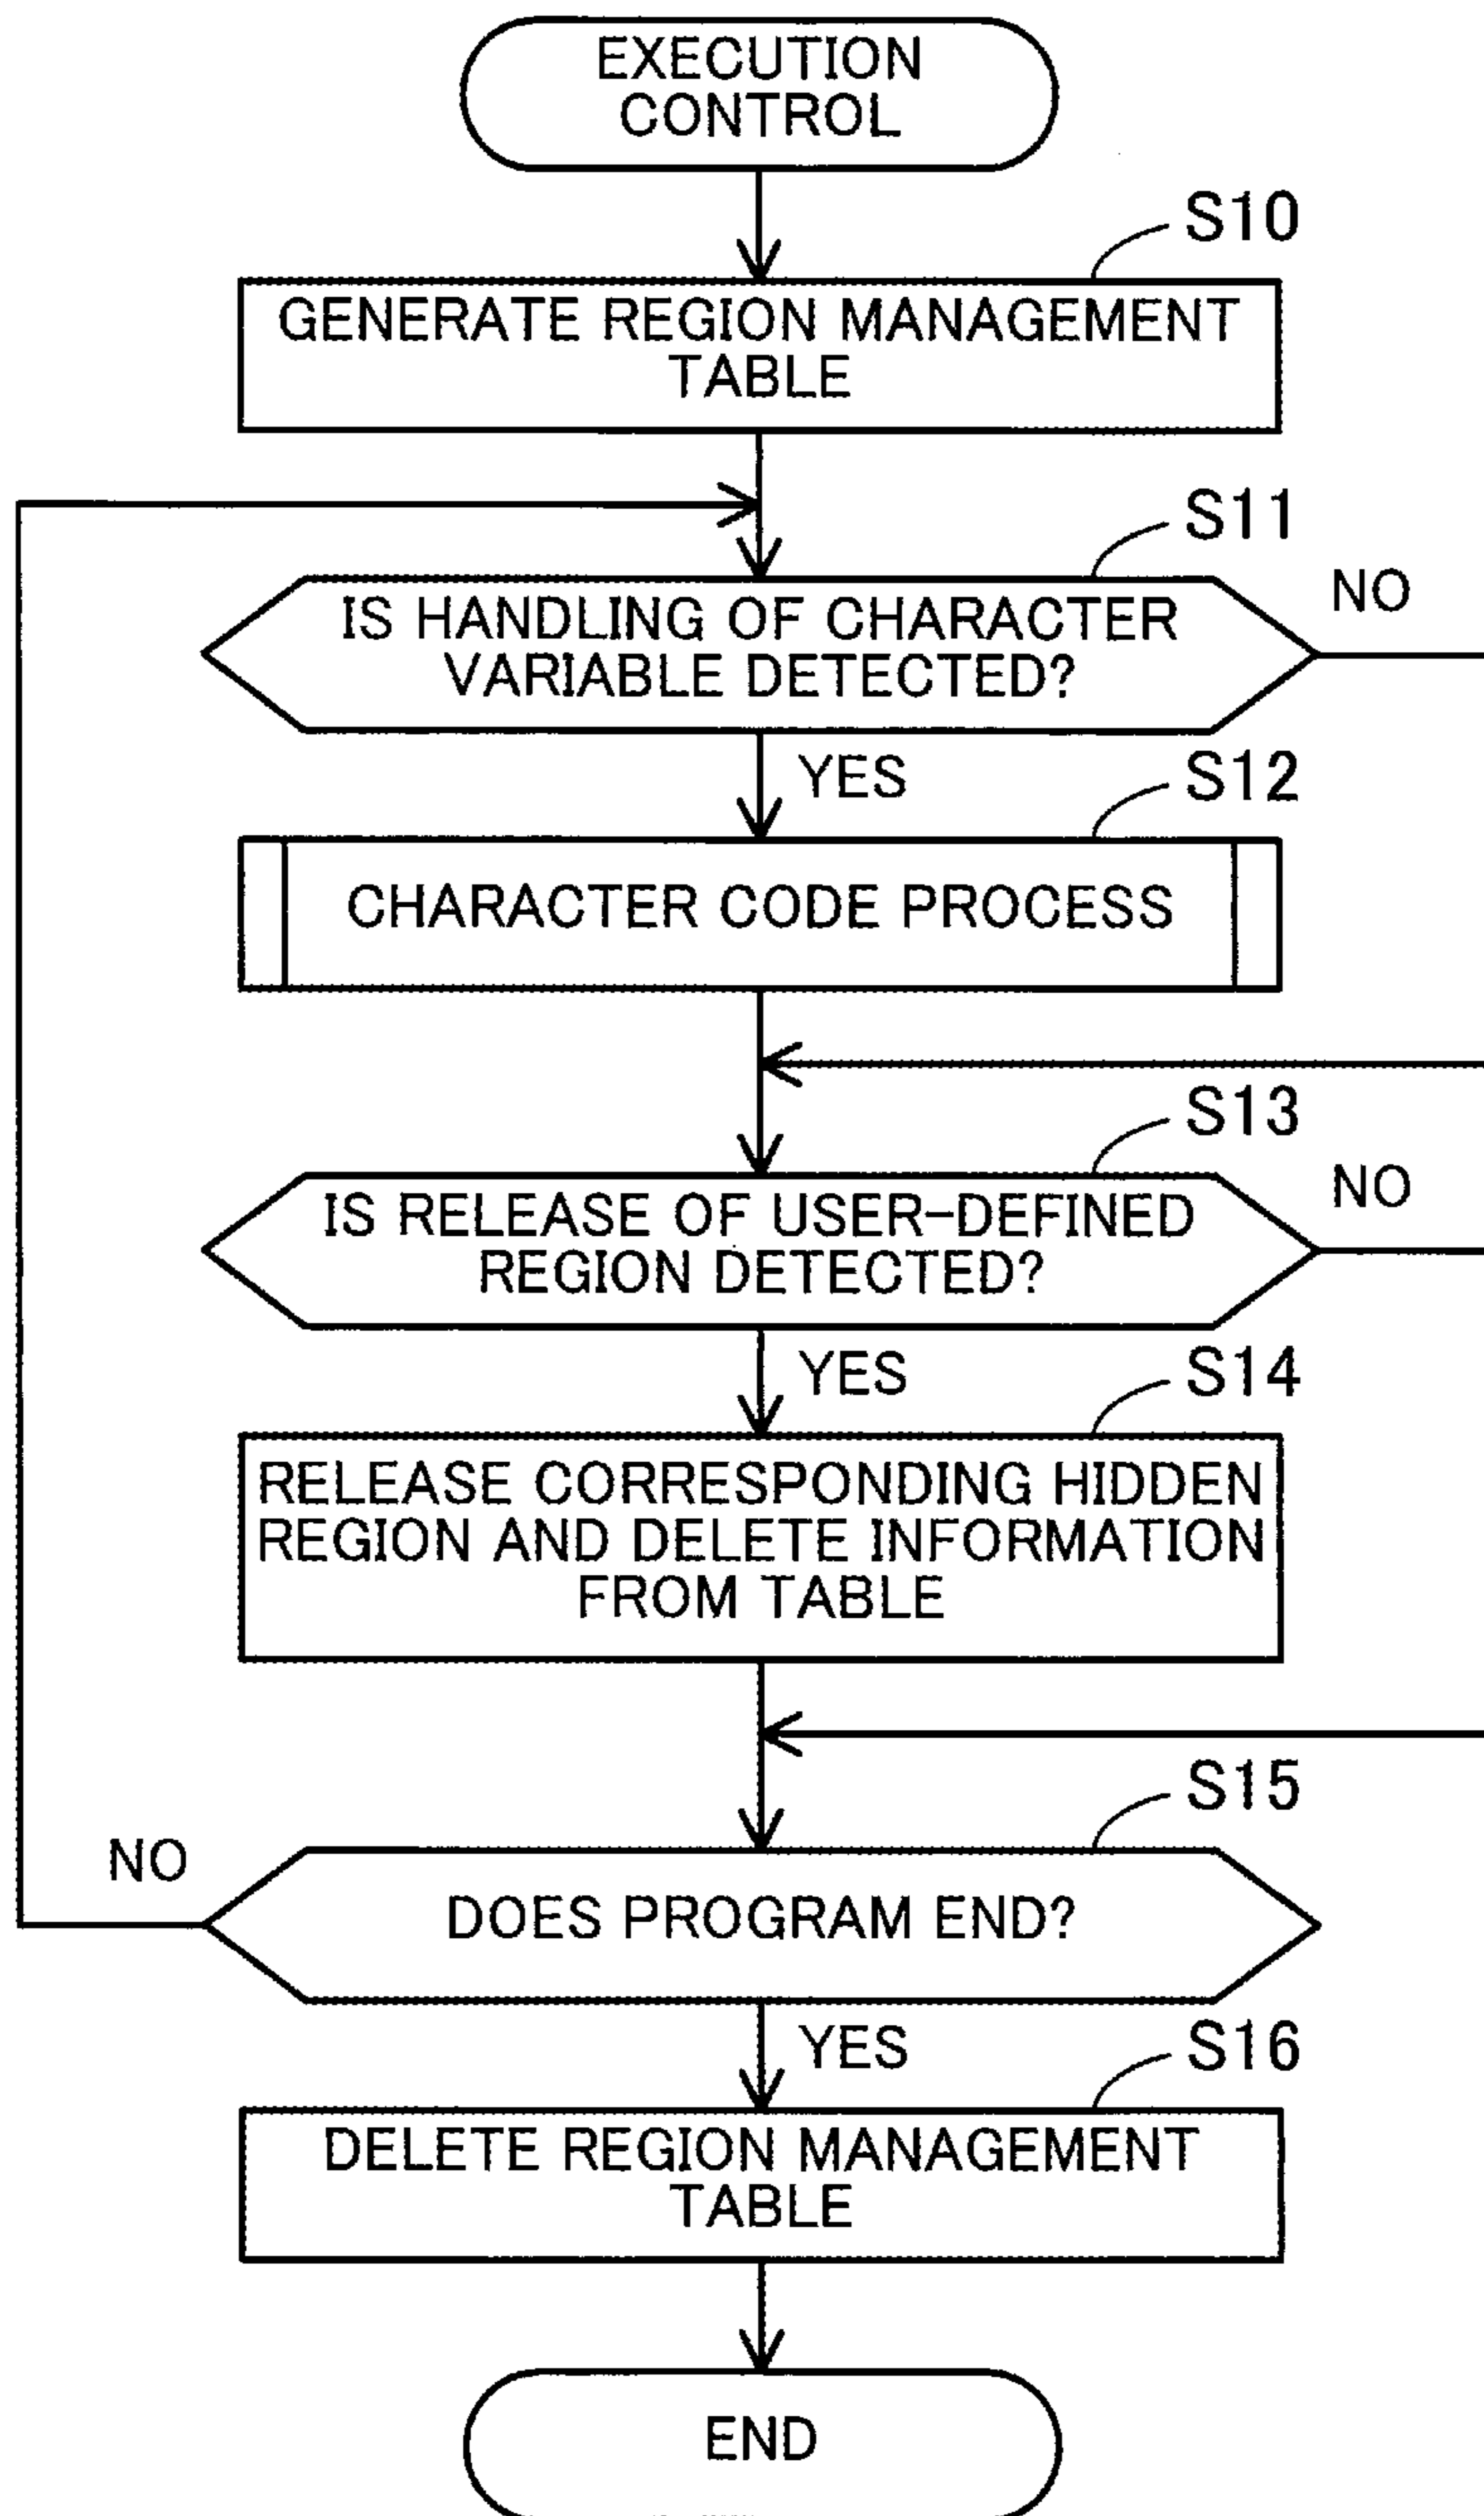 EXECUTION
CONTROL
S10
GENERATE REGION MANAGEMENT
TABLE
S11
IS HANDLING OF CHARACTER
VARIABLE DETECTED?
NO
YES
S12
CHARACTER CODE PROCESS
S13
IS RELEASE OF USER-DEFINED
REGION DETECTED?
NO
YES
S14
RELEASE CORRESPONDING HIDDEN
REGION AND DELETE INFORMATION
FROM TABLE
S15
NO
DOES PROGRAM END?
YES
S16
DELETE REGION MANAGEMENT
TABLE
END